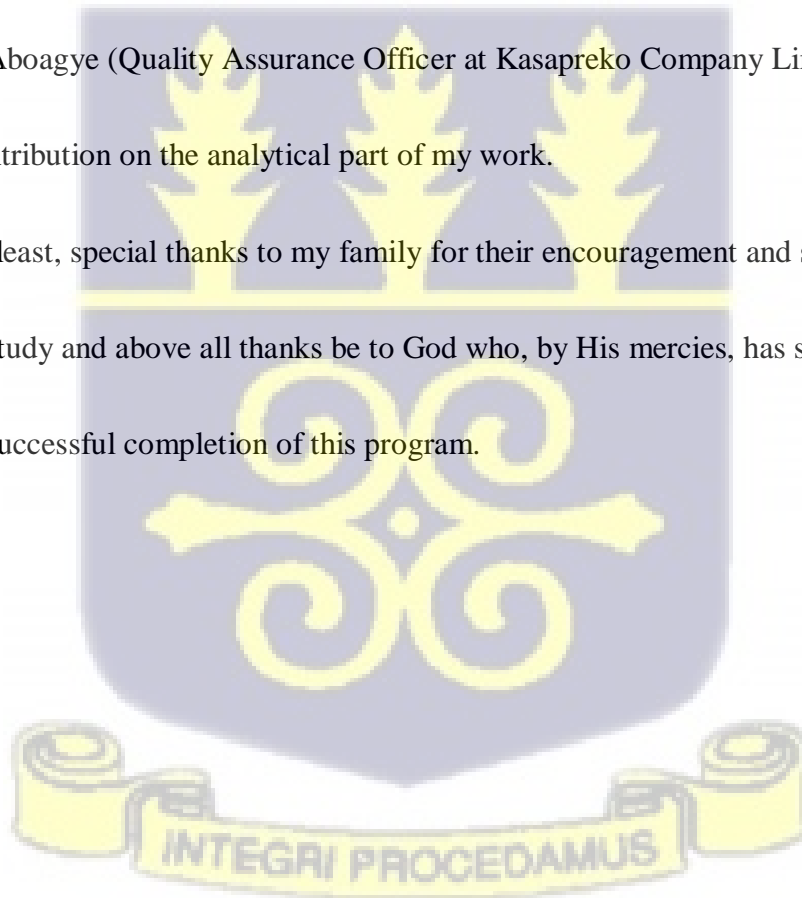 Aboagye (Quality Assurance Officer at Kasapreko Company Li
tribution on the analytical part of my work.
least, special thanks to my family for their encouragement and s
tudy and above all thanks be to God who, by His mercies, has s
uccessful completion of this program.
INTEGRI PROCEDAMUS